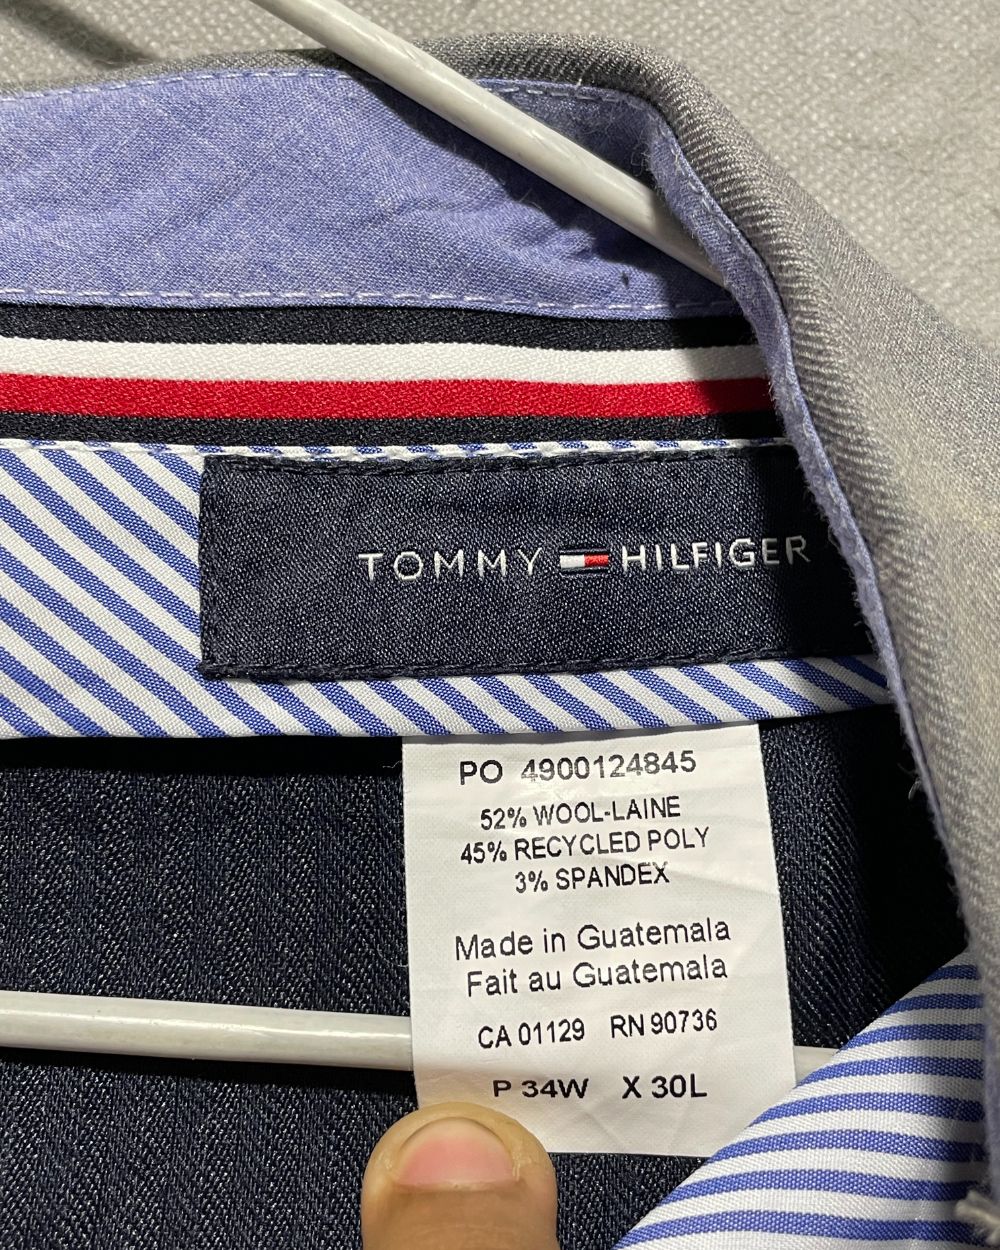 TOMMY HILFIGER
PO 4900124845
52% WOOL-LAINE
45% RECYCLED POLY
3% SPANDEX
Made in Guatemala
Fait au Guatemala
CA 01129 RN 90736
P 34W X 30L